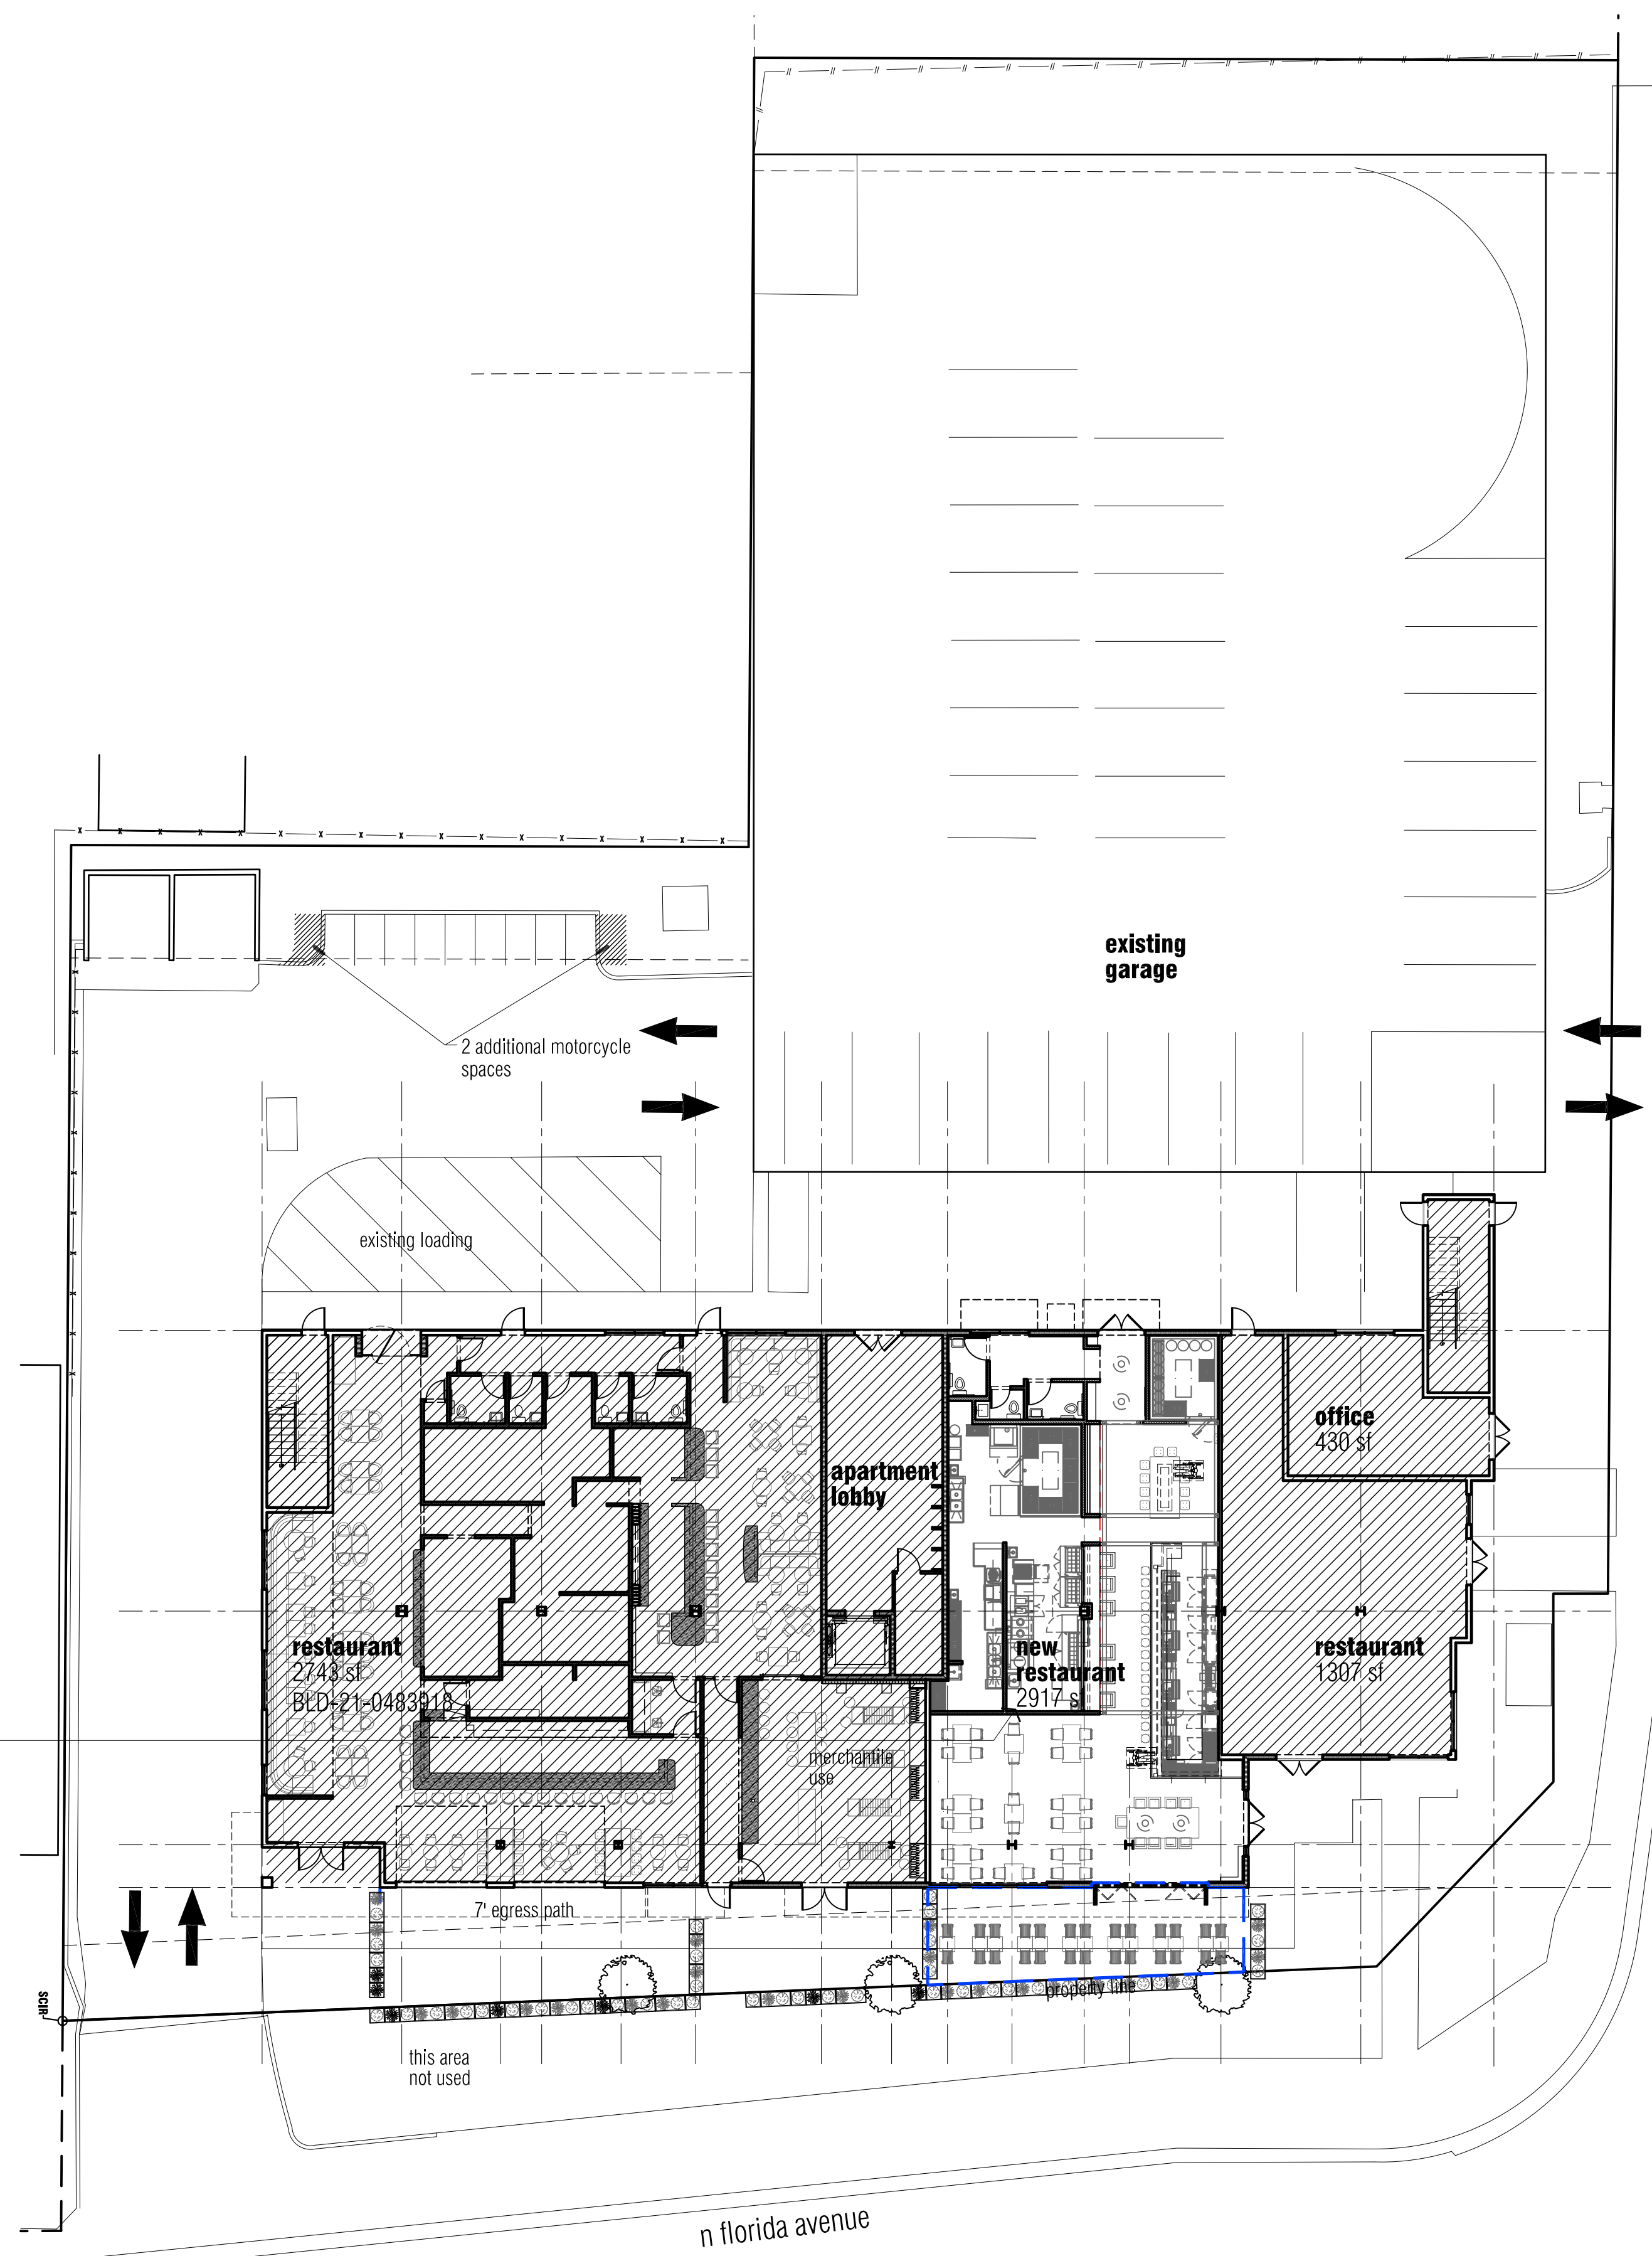 existing
garage
2 additional motorcycle
spaces
existing loading
office
430 sf
apartment
lobby
restaurant
2743 sf
BLD-21-0483918
new
restaurant
2917 sf
restaurant
1307 sf
merchantile
use
7' egress path
property line
SCIR
this area
not used
n florida avenue